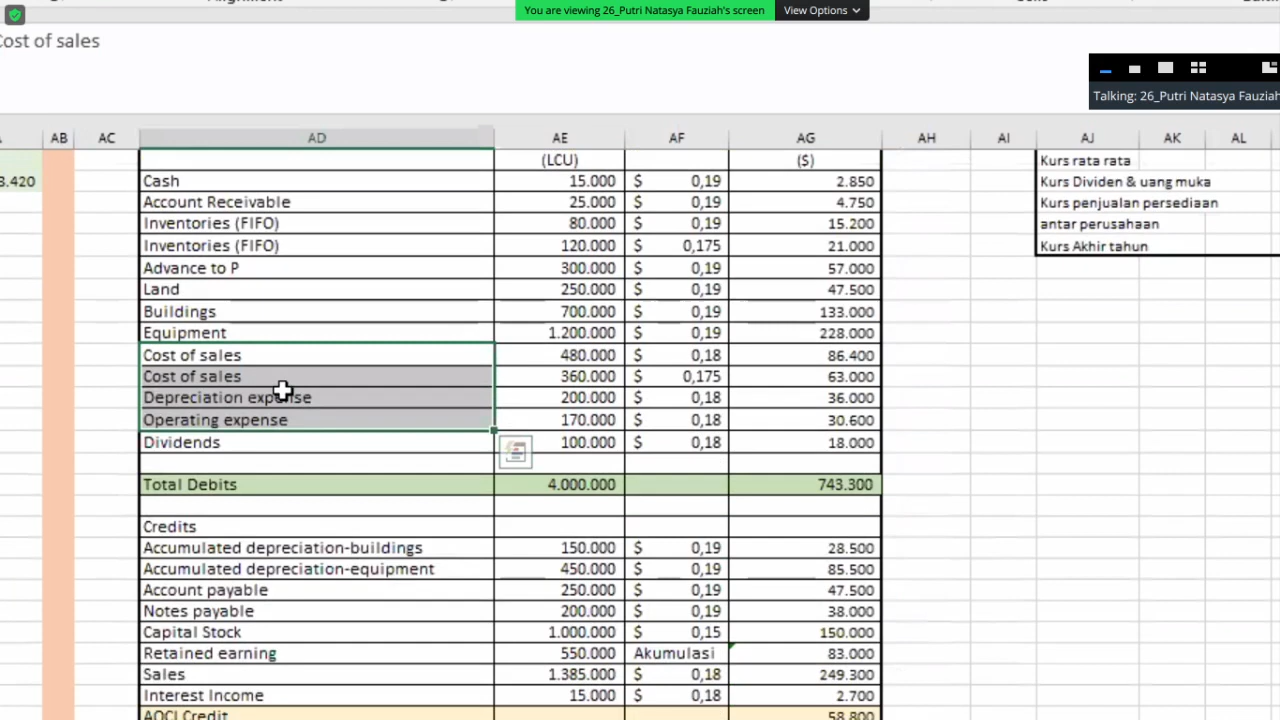 You are viewing 26_Putri Natasya Fauziah's screen View Options
Cost of sales
Talking: 26_Putri Natasya Fauziah
AB AC AD AE AF AG AH AI AJ AK AL
(LCU) ($) Kurs rata rata
3.420 Cash 15.000 $ 0,19 2.850 Kurs Dividen & uang muka
Account Receivable 25.000 $ 0,19 4.750 Kurs penjualan persediaan
Inventories (FIFO) 80.000 $ 0,19 15.200 antar perusahaan
Inventories (FIFO) 120.000 $ 0,175 21.000 Kurs Akhir tahun
Advance to P 300.000 $ 0,19 57.000
Land 250.000 $ 0,19 47.500
Buildings 700.000 $ 0,19 133.000
Equipment 1.200.000 $ 0,19 228.000
Cost of sales 480.000 $ 0,18 86.400
Cost of sales 360.000 $ 0,175 63.000
Depreciation expense 200.000 $ 0,18 36.000
Operating expense 170.000 $ 0,18 30.600
Dividends 100.000 $ 0,18 18.000
Total Debits 4.000.000 743.300
Credits
Accumulated depreciation-buildings 150.000 $ 0,19 28.500
Accumulated depreciation-equipment 450.000 $ 0,19 85.500
Account payable 250.000 $ 0,19 47.500
Notes payable 200.000 $ 0,19 38.000
Capital Stock 1.000.000 $ 0,15 150.000
Retained earning 550.000 Akumulasi 83.000
Sales 1.385.000 $ 0,18 249.300
Interest Income 15.000 $ 0,18 2.700
AOCI Credit 58.800